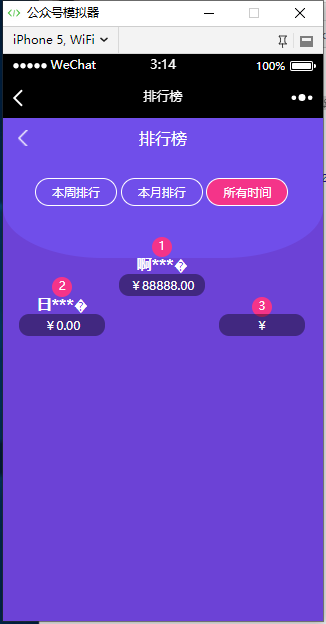 公众号模拟器
iPhone 5, WiFi
WeChat 3:14 100%
排行榜
排行榜
本周排行 本月排行 所有时间
1
啊***�
¥88888.00
2
日***�
¥0.00
3
¥